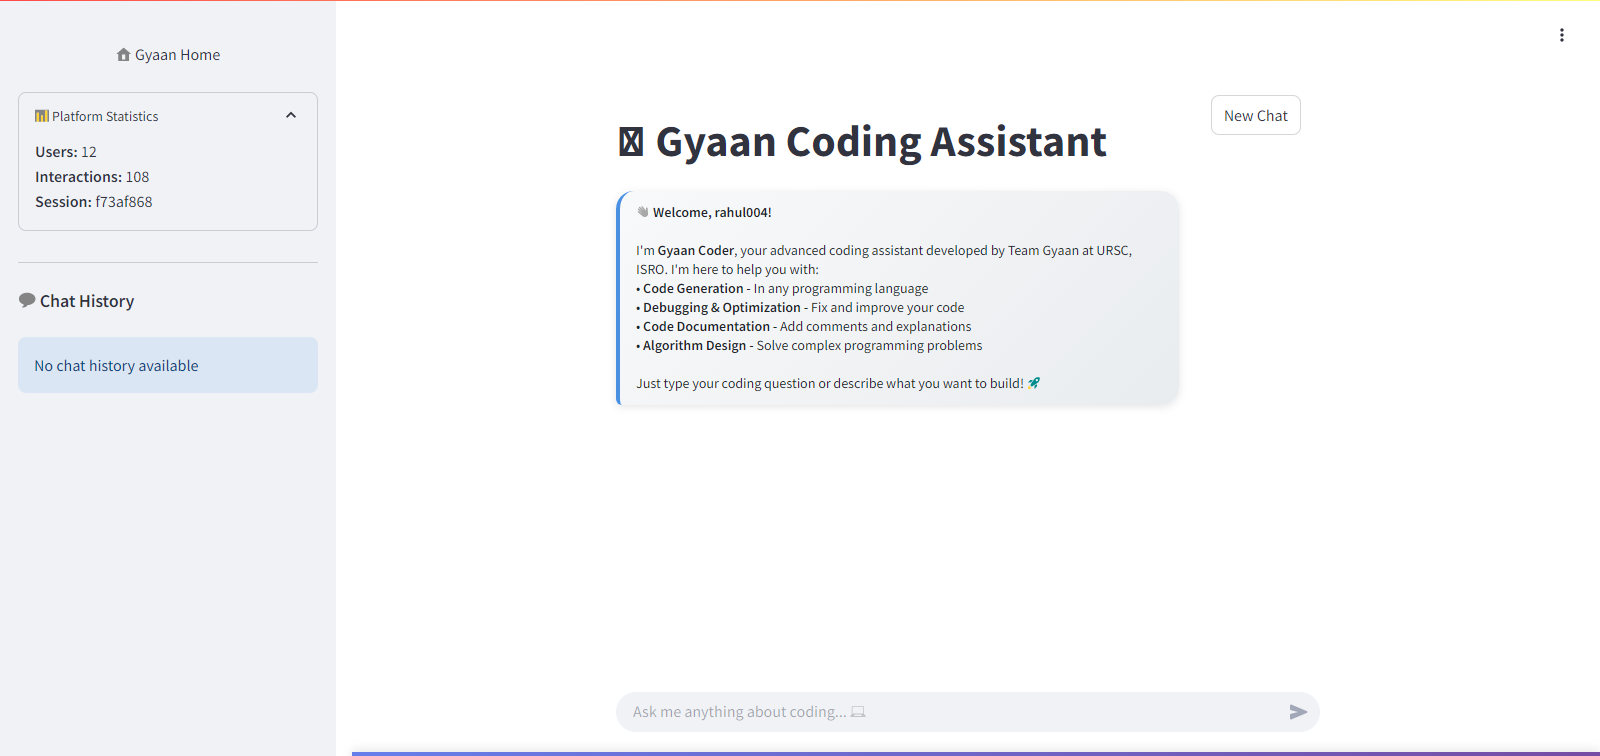 Gyaan Home
Platform Statistics
Users: 12
Interactions: 108
Session: f73af868
Chat History
No chat history available
New Chat
Gyaan Coding Assistant
👋 Welcome, rahul004!
I'm Gyaan Coder, your advanced coding assistant developed by Team Gyaan at URSC,
ISRO. I'm here to help you with:
• Code Generation - In any programming language
• Debugging & Optimization - Fix and improve your code
• Code Documentation - Add comments and explanations
• Algorithm Design - Solve complex programming problems
Just type your coding question or describe what you want to build! 🚀
Ask me anything about coding... 💻